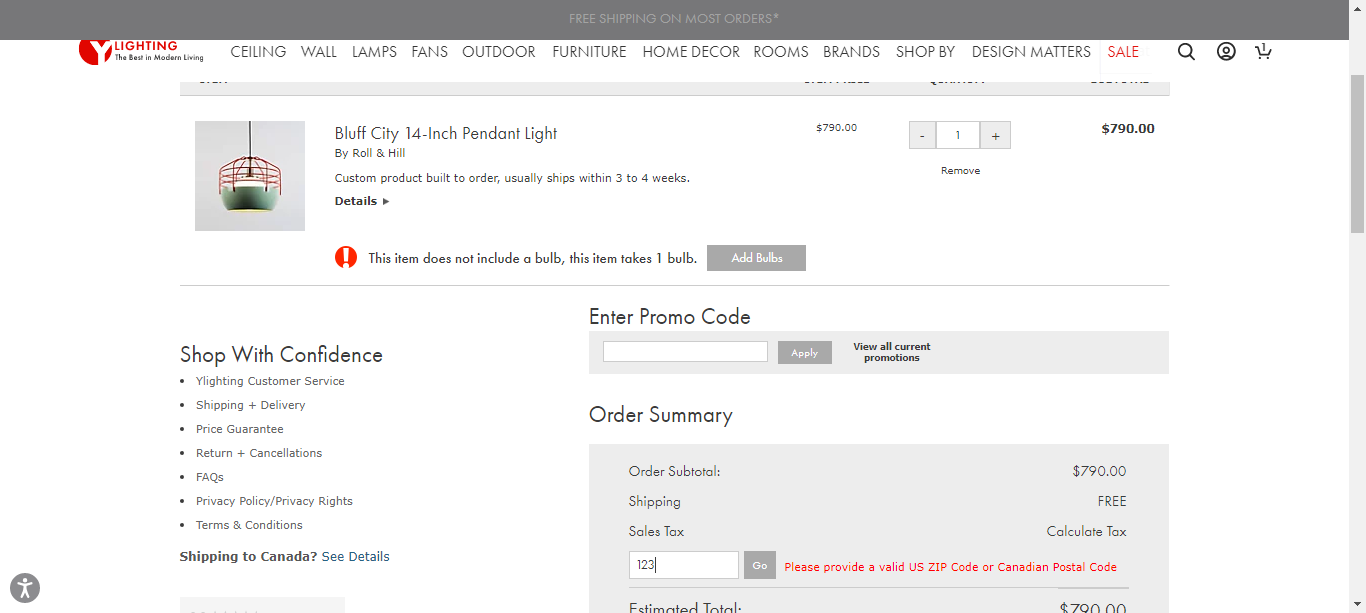 FREE SHIPPING ON MOST ORDERS*
Y LIGHTING
The Best in Modern Living
CEILING WALL LAMPS FANS OUTDOOR FURNITURE HOME DECOR ROOMS BRANDS SHOP BY DESIGN MATTERS SALE 1
Bluff City 14-Inch Pendant Light
By Roll & Hill
Custom product built to order, usually ships within 3 to 4 weeks.
Details
$790.00
- 1 +
Remove
$790.00
This item does not include a bulb, this item takes 1 bulb. Add Bulbs
Enter Promo Code
Apply
View all current
promotions
Shop With Confidence
Ylighting Customer Service
Shipping + Delivery
Price Guarantee
Return + Cancellations
FAQs
Privacy Policy/Privacy Rights
Terms & Conditions
Shipping to Canada? See Details
Order Summary
Order Subtotal: $790.00
Shipping FREE
Sales Tax Calculate Tax
123 Go Please provide a valid US ZIP Code or Canadian Postal Code
Estimated Total: $790.00